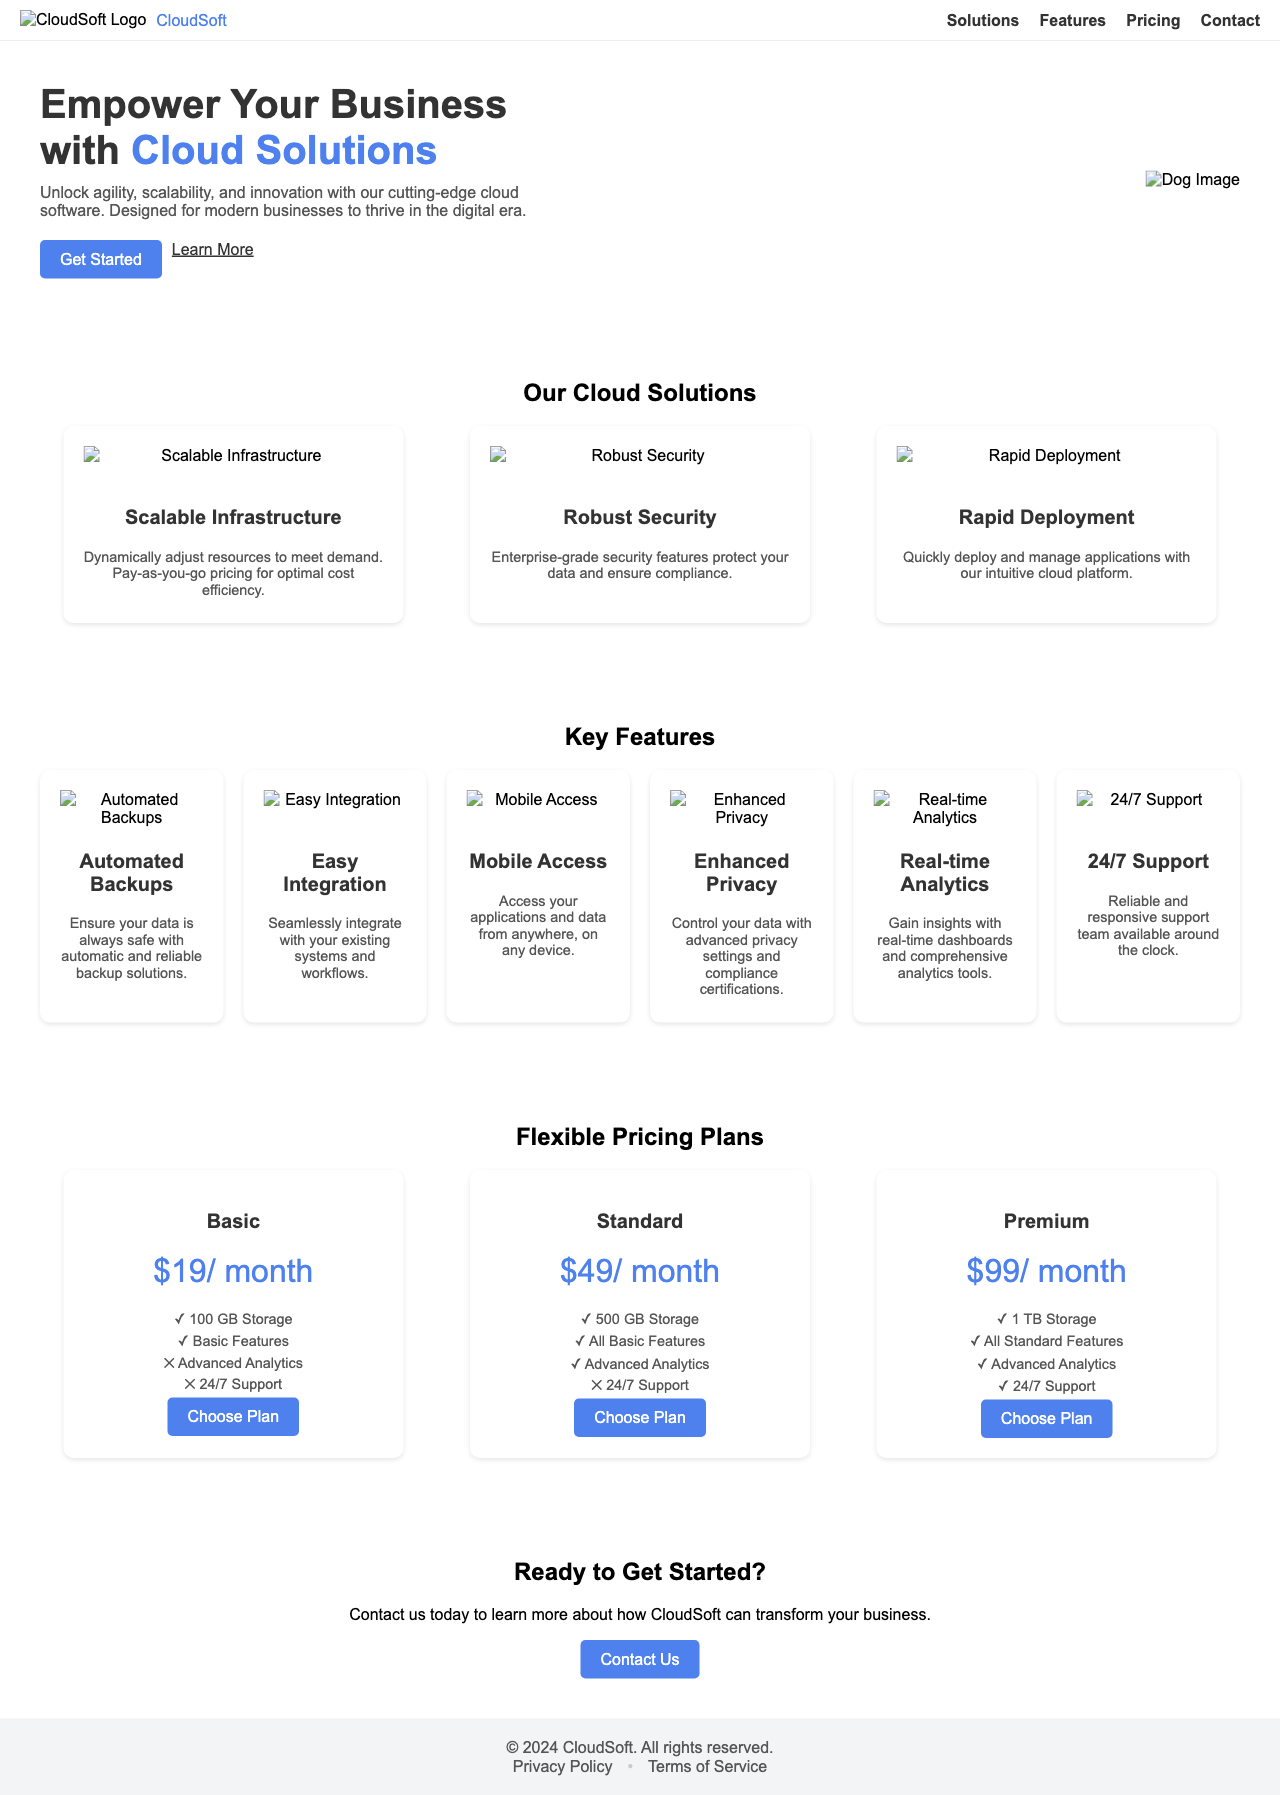 CloudSoft Logo CloudSoft Solutions Features Pricing Contact
Empower Your Business
with Cloud Solutions
Unlock agility, scalability, and innovation with our cutting-edge cloud
software. Designed for modern businesses to thrive in the digital era.
Dog Image
Get Started Learn More
Our Cloud Solutions
Scalable Infrastructure
Scalable Infrastructure
Dynamically adjust resources to meet demand.
Pay-as-you-go pricing for optimal cost
efficiency.
Robust Security
Robust Security
Enterprise-grade security features protect your
data and ensure compliance.
Rapid Deployment
Rapid Deployment
Quickly deploy and manage applications with
our intuitive cloud platform.
Key Features
Automated
Backups
Automated
Backups
Ensure your data is
always safe with
automatic and reliable
backup solutions.
Easy Integration
Easy
Integration
Seamlessly integrate
with your existing
systems and
workflows.
Mobile Access
Mobile Access
Access your
applications and data
from anywhere, on
any device.
Enhanced
Privacy
Enhanced
Privacy
Control your data with
advanced privacy
settings and
compliance
certifications.
Real-time
Analytics
Real-time
Analytics
Gain insights with
real-time dashboards
and comprehensive
analytics tools.
24/7 Support
24/7 Support
Reliable and
responsive support
team available around
the clock.
Flexible Pricing Plans
Basic
$19/ month
✓ 100 GB Storage
✓ Basic Features
✕ Advanced Analytics
✕ 24/7 Support
Choose Plan
Standard
$49/ month
✓ 500 GB Storage
✓ All Basic Features
✓ Advanced Analytics
✕ 24/7 Support
Choose Plan
Premium
$99/ month
✓ 1 TB Storage
✓ All Standard Features
✓ Advanced Analytics
✓ 24/7 Support
Choose Plan
Ready to Get Started?
Contact us today to learn more about how CloudSoft can transform your business.
Contact Us
© 2024 CloudSoft. All rights reserved.
Privacy Policy • Terms of Service